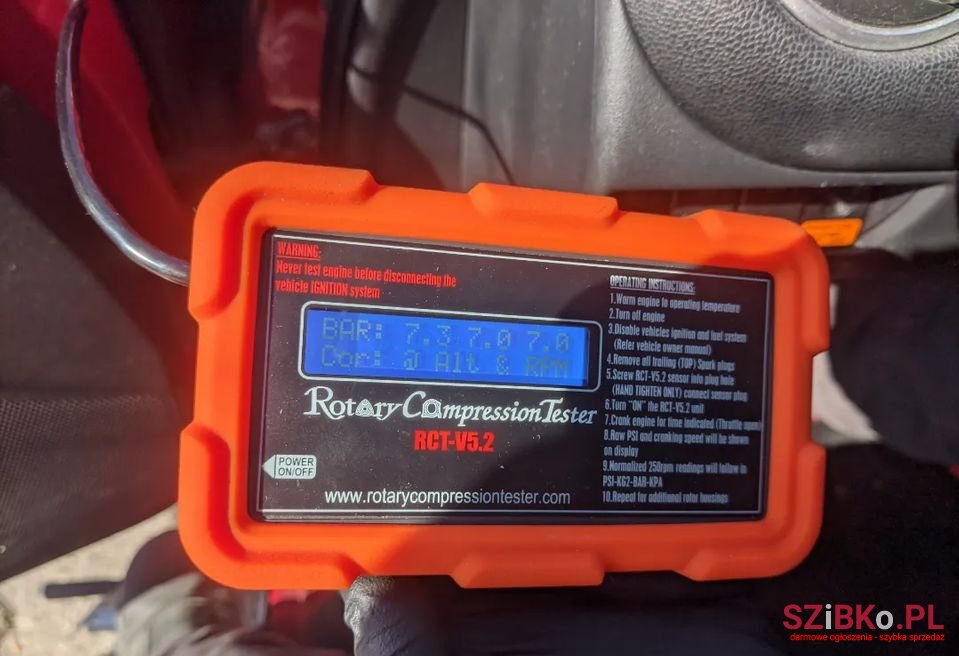 WARNING:
Never test engine before disconnecting the
vehicle IGNITION system
BAR: 7.3 7.0 7.0
Cor: @ Alt & RPM
Rotary Compression Tester
RCT-V5.2
POWER
ON/OFF
www.rotarycompressiontester.com
OPERATING INSTRUCTIONS:
1.Warm engine to operating temperature
2.Turn off engine
3.Disable vehicles ignition and fuel system
(Refer vehicle owner manual)
4.Remove all trailing (TOP) Spark plugs
5.Screw RCT-V5.2 sensor into plug hole
(HAND TIGHTEN ONLY) connect sensor plug
6.Turn "ON" the RCT-V5.2 unit
7.Crank engine for time indicated (Throttle open)
8.Raw PSI and cranking speed will be shown
on display
9.Normalized 250rpm readings will follow in
PSI-KG2-BAR-KPA
10.Repeat for additional rotor housings
SZiBKo.PL
darmowe ogłoszenia - szybka sprzedaż